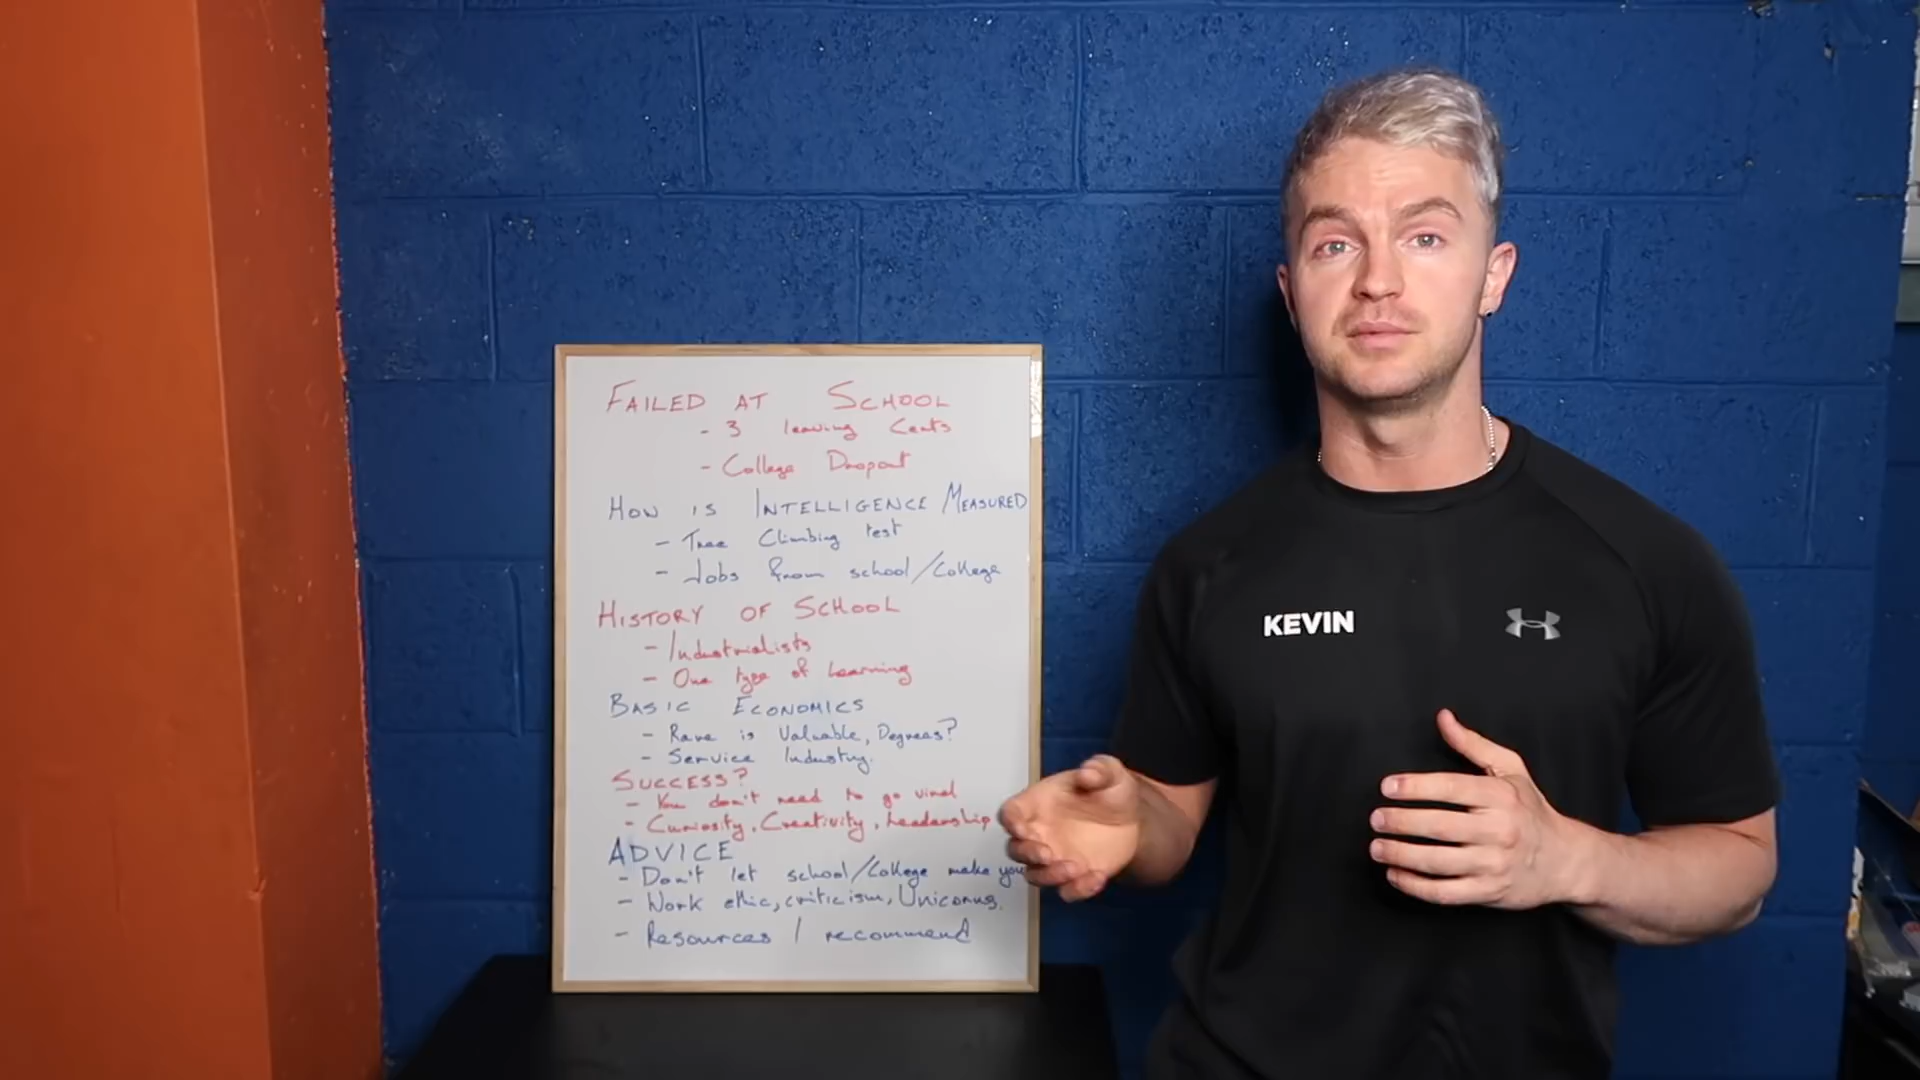 FAILED AT SCHOOL
- 3 leaving Certs
- College Dropout
HOW IS INTELLIGENCE MEASURED
- Tree Climbing test
- Jobs from school/College
HISTORY OF SCHOOL
- Industrialists
- One type of learning
BASIC ECONOMICS
- Rare is Valuable, Degrees?
- Service Industry.
SUCCESS?
- You don't need to go viral
- Curiosity, Creativity, Leadership
ADVICE
- Don't let school/College make you
- Work ethic, criticism, Unicorns.
- Resources I recommend
KEVIN